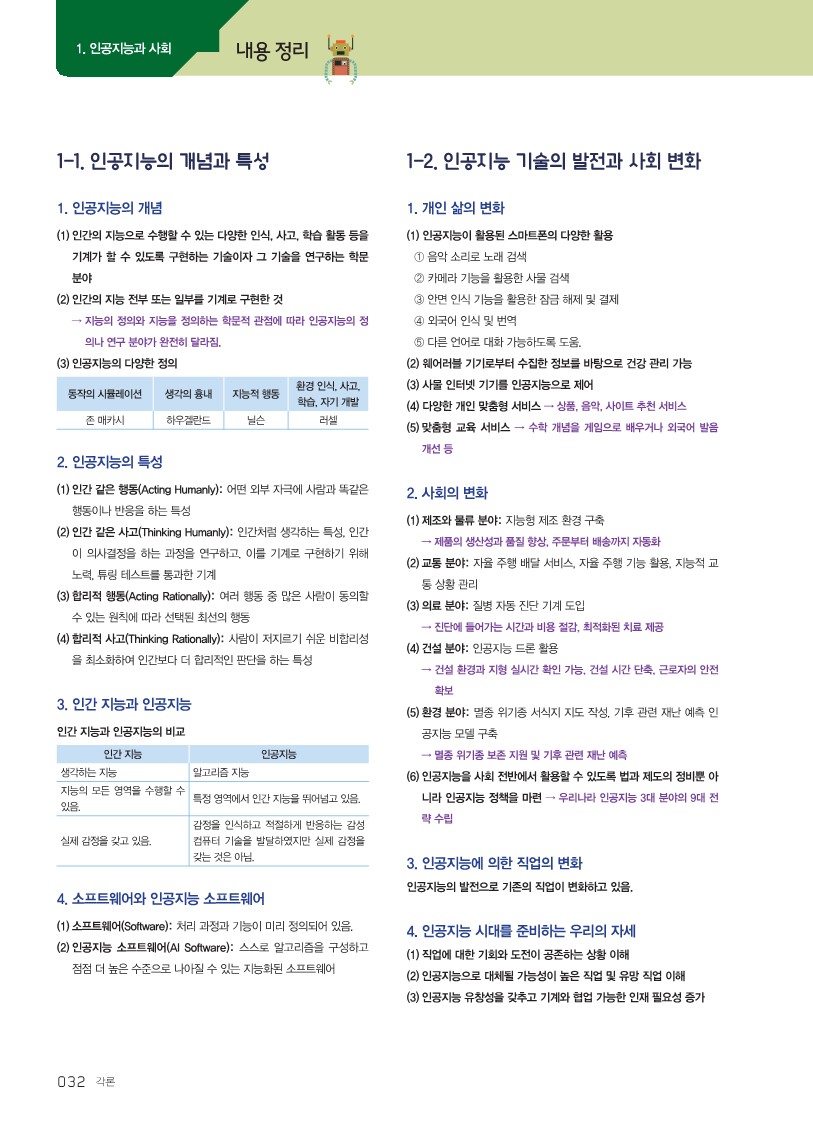 1. 인공지능과 사회
내용 정리
1-1. 인공지능의 개념과 특성
1. 인공지능의 개념
(1) 인간의 지능으로 수행할 수 있는 다양한 인식, 사고, 학습 활동 등을
기계가 할 수 있도록 구현하는 기술이자 그 기술을 연구하는 학문
분야
(2) 인간의 지능 전부 또는 일부를 기계로 구현한 것
→ 지능의 정의와 지능을 정의하는 학문적 관점에 따라 인공지능의 정
의나 연구 분야가 완전히 달라짐.
(3) 인공지능의 다양한 정의
동작의 시뮬레이션 생각의 흉내 지능적 행동 환경 인식, 사고,
학습, 자기 개발
존 매카시 하우겔란드 닐슨 러셀
2. 인공지능의 특성
(1) 인간 같은 행동(Acting Humanly): 어떤 외부 자극에 사람과 똑같은
행동이나 반응을 하는 특성
(2) 인간 같은 사고(Thinking Humanly): 인간처럼 생각하는 특성, 인간
이 의사결정을 하는 과정을 연구하고, 이를 기계로 구현하기 위해
노력, 튜링 테스트를 통과한 기계
(3) 합리적 행동(Acting Rationally): 여러 행동 중 많은 사람이 동의할
수 있는 원칙에 따라 선택된 최선의 행동
(4) 합리적 사고(Thinking Rationally): 사람이 저지르기 쉬운 비합리성
을 최소화하여 인간보다 더 합리적인 판단을 하는 특성
3. 인간 지능과 인공지능
인간 지능과 인공지능의 비교
인간 지능 인공지능
생각하는 지능 알고리즘 지능
지능의 모든 영역을 수행할 수
있음.
특정 영역에서 인간 지능을 뛰어넘고 있음.
실제 감정을 갖고 있음.
감정을 인식하고 적절하게 반응하는 감성
컴퓨터 기술을 발달하였지만 실제 감정을
갖는 것은 아님.
4. 소프트웨어와 인공지능 소프트웨어
(1) 소프트웨어(Software): 처리 과정과 기능이 미리 정의되어 있음.
(2) 인공지능 소프트웨어(AI Software): 스스로 알고리즘을 구성하고
점점 더 높은 수준으로 나아질 수 있는 지능화된 소프트웨어
1-2. 인공지능 기술의 발전과 사회 변화
1. 개인 삶의 변화
(1) 인공지능이 활용된 스마트폰의 다양한 활용
① 음악 소리로 노래 검색
② 카메라 기능을 활용한 사물 검색
③ 안면 인식 기능을 활용한 잠금 해제 및 결제
④ 외국어 인식 및 번역
⑤ 다른 언어로 대화 가능하도록 도움.
(2) 웨어러블 기기로부터 수집한 정보를 바탕으로 건강 관리 가능
(3) 사물 인터넷 기기를 인공지능으로 제어
(4) 다양한 개인 맞춤형 서비스 → 상품, 음악, 사이트 추천 서비스
(5) 맞춤형 교육 서비스 → 수학 개념을 게임으로 배우거나 외국어 발음
개선 등
2. 사회의 변화
(1) 제조와 물류 분야: 지능형 제조 환경 구축
→ 제품의 생산성과 품질 향상, 주문부터 배송까지 자동화
(2) 교통 분야: 자율 주행 배달 서비스, 자율 주행 기능 활용, 지능적 교
통 상황 관리
(3) 의료 분야: 질병 자동 진단 기계 도입
→ 진단에 들어가는 시간과 비용 절감, 최적화된 치료 제공
(4) 건설 분야: 인공지능 드론 활용
→ 건설 환경과 지형 실시간 확인 가능, 건설 시간 단축, 근로자의 안전
확보
(5) 환경 분야: 멸종 위기종 서식지 지도 작성, 기후 관련 재난 예측 인
공지능 모델 구축
→ 멸종 위기종 보존 지원 및 기후 관련 재난 예측
(6) 인공지능을 사회 전반에서 활용할 수 있도록 법과 제도의 정비뿐 아
니라 인공지능 정책을 마련 → 우리나라 인공지능 3대 분야의 9대 전
략 수립
3. 인공지능에 의한 직업의 변화
인공지능의 발전으로 기존의 직업이 변화하고 있음.
4. 인공지능 시대를 준비하는 우리의 자세
(1) 직업에 대한 기회와 도전이 공존하는 상황 이해
(2) 인공지능으로 대체될 가능성이 높은 직업 및 유망 직업 이해
(3) 인공지능 유창성을 갖추고 기계와 협업 가능한 인재 필요성 증가
032 각론